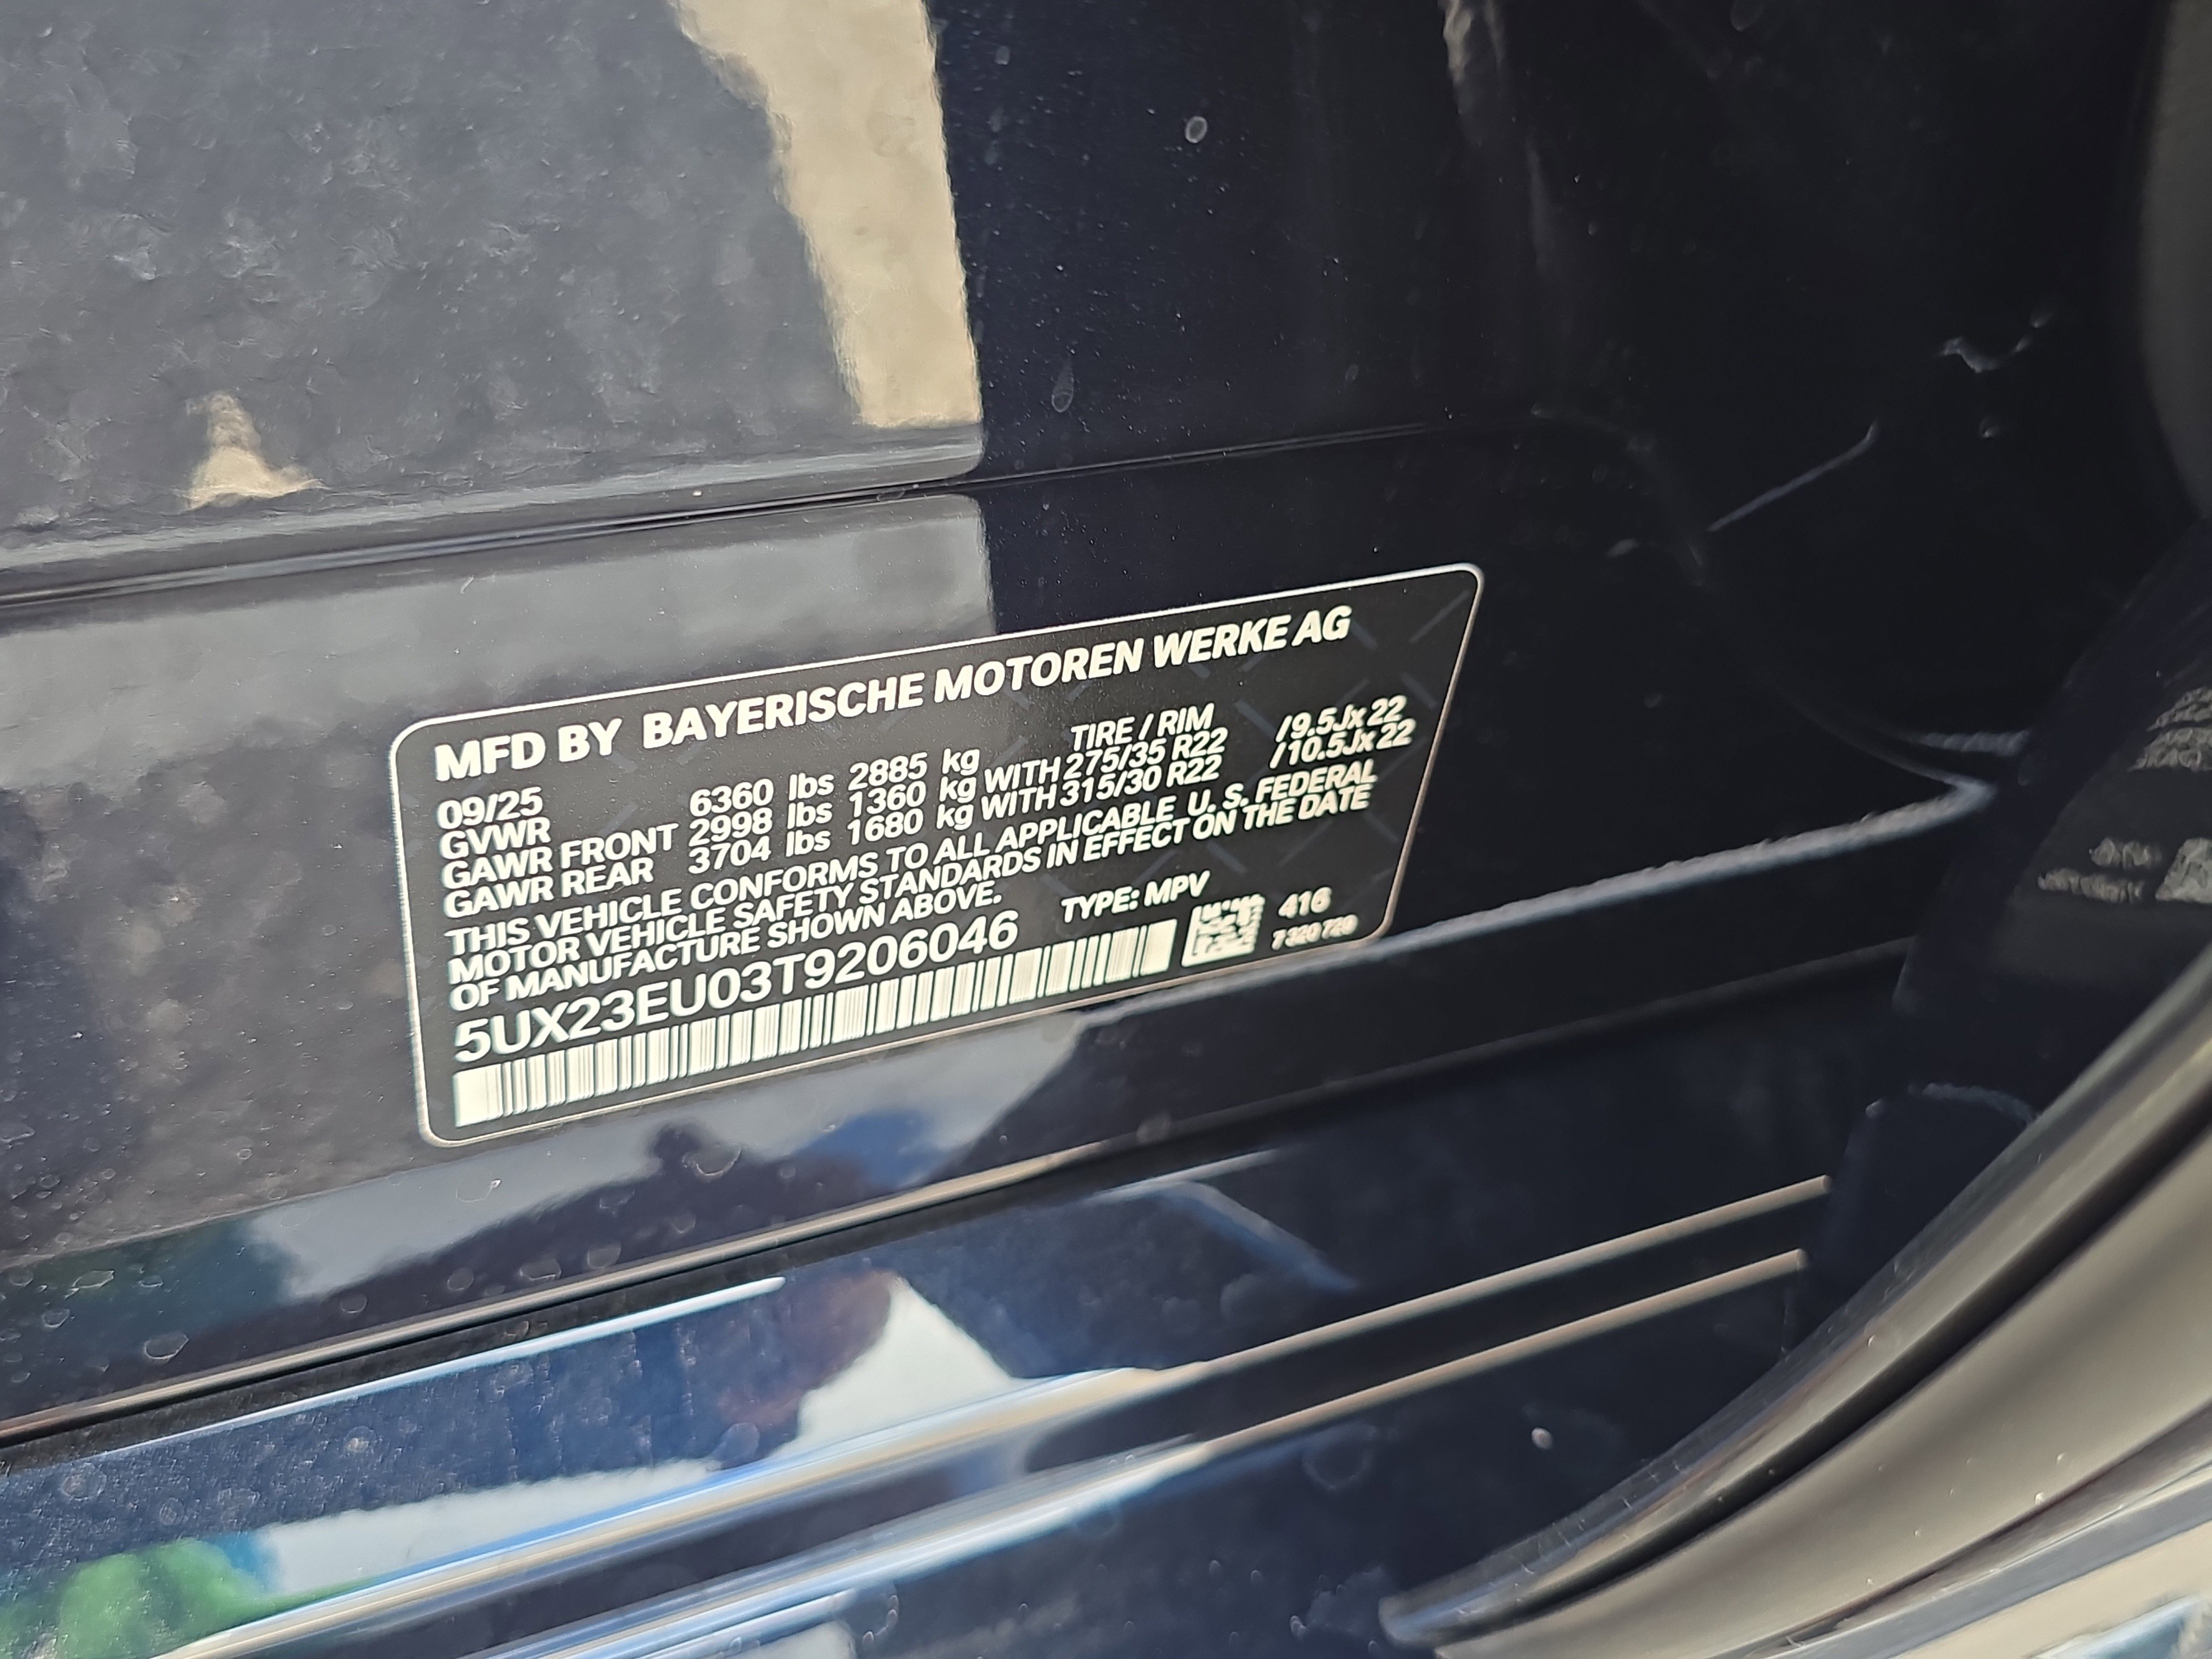 MFD BY BAYERISCHE MOTOREN WERKE AG
09/25 TIRE / RIM
GVWR 6360 lbs 2885 kg
GAWR FRONT 2998 lbs 1360 kg WITH 275/35 R22 /9.5Jx22
GAWR REAR 3704 lbs 1680 kg WITH 315/30 R22 /10.5Jx22
THIS VEHICLE CONFORMS TO ALL APPLICABLE U. S. FEDERAL
MOTOR VEHICLE SAFETY STANDARDS IN EFFECT ON THE DATE
OF MANUFACTURE SHOWN ABOVE.
5UX23EU03T9206046 TYPE: MPV
416
7 320 729